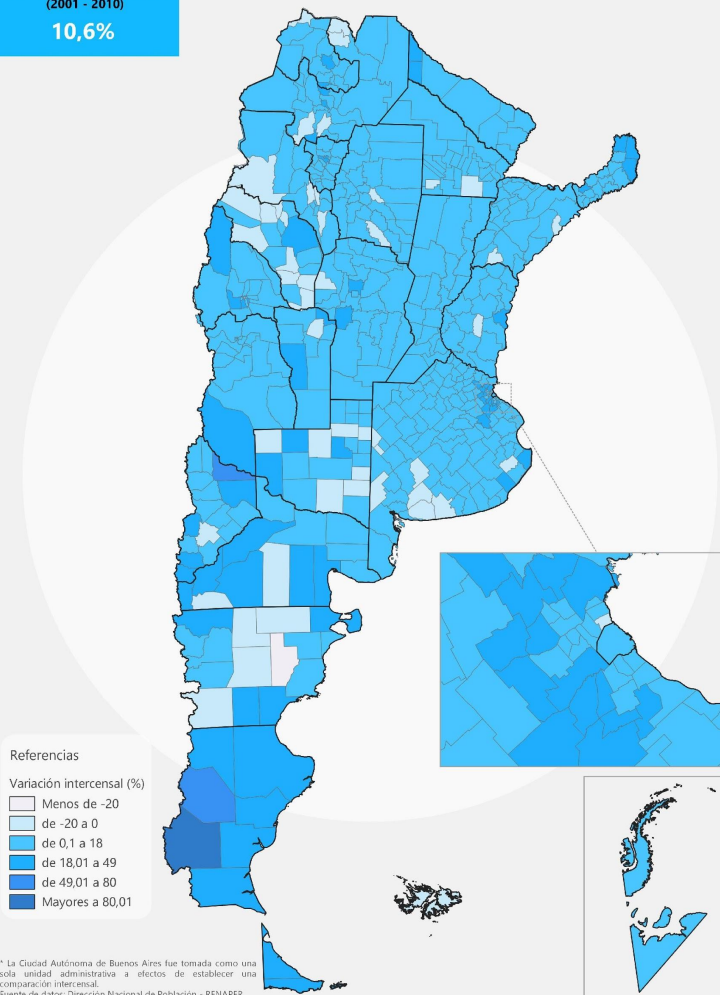 (2001 - 2010)
10,6%
Referencias
Variación intercensal (%)
Menos de -20
de -20 a 0
de 0,1 a 18
de 18,01 a 49
de 49,01 a 80
Mayores a 80,01
* La Ciudad Autónoma de Buenos Aires fue tomada como una
sola unidad administrativa a efectos de establecer una
comparación intercensal.
Fuente de datos: Dirección Nacional de Población - RENAPER